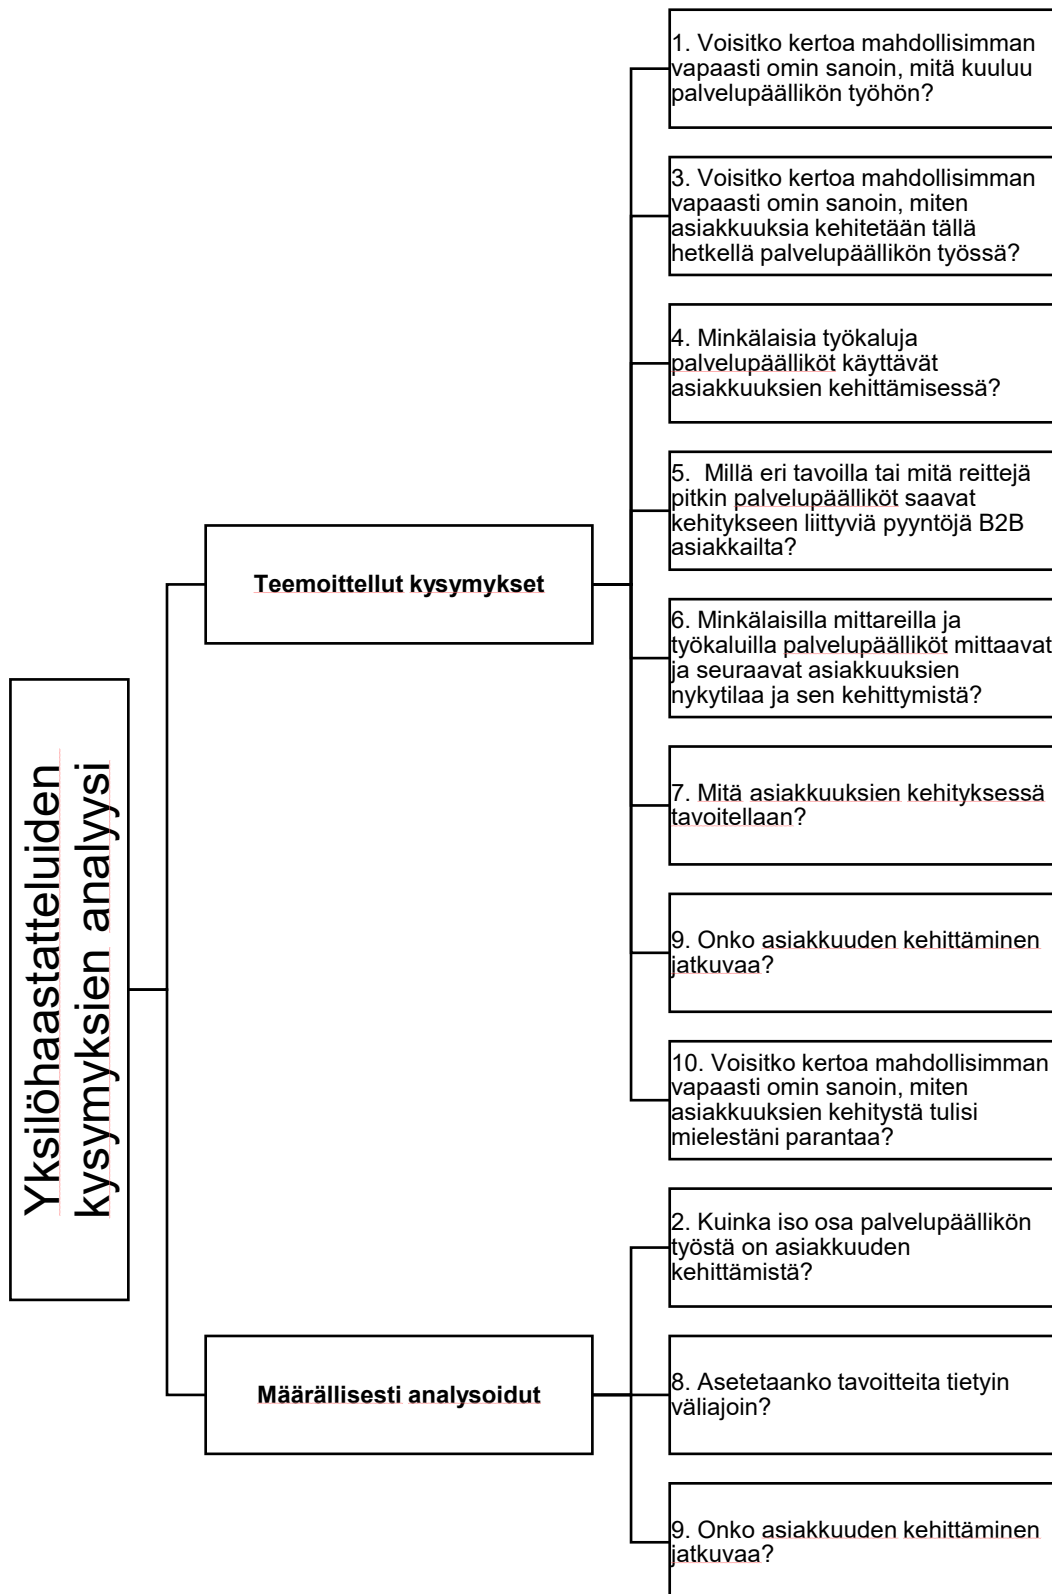 Yksilöhaastatteluiden
kysymyksien analyysi
Teemoittellut kysymykset
1. Voisitko kertoa mahdollisimman
vapaasti omin sanoin, mitä kuuluu
palvelupäällikön työhön?
3. Voisitko kertoa mahdollisimman
vapaasti omin sanoin, miten
asiakkuuksia kehitetään tällä
hetkellä palvelupäällikön työssä?
4. Minkälaisia työkaluja
palvelupäälliköt käyttävät
asiakkuuksien kehittämisessä?
5.  Millä eri tavoilla tai mitä reittejä
pitkin palvelupäälliköt saavat
kehitykseen liittyviä pyyntöjä B2B
asiakkailta?
6. Minkälaisilla mittareilla ja
työkaluilla palvelupäälliköt mittaavat
ja seuraavat asiakkuuksien
nykytilaa ja sen kehittymistä?
7. Mitä asiakkuuksien kehityksessä
tavoitellaan?
9. Onko asiakkuuden kehittäminen
jatkuvaa?
10. Voisitko kertoa mahdollisimman
vapaasti omin sanoin, miten
asiakkuuksien kehitystä tulisi
mielestäni parantaa?
Määrällisesti analysoidut
2. Kuinka iso osa palvelupäällikön
työstä on asiakkuuden
kehittämistä?
8. Asetetaanko tavoitteita tietyin
väliajoin?
9. Onko asiakkuuden kehittäminen
jatkuvaa?